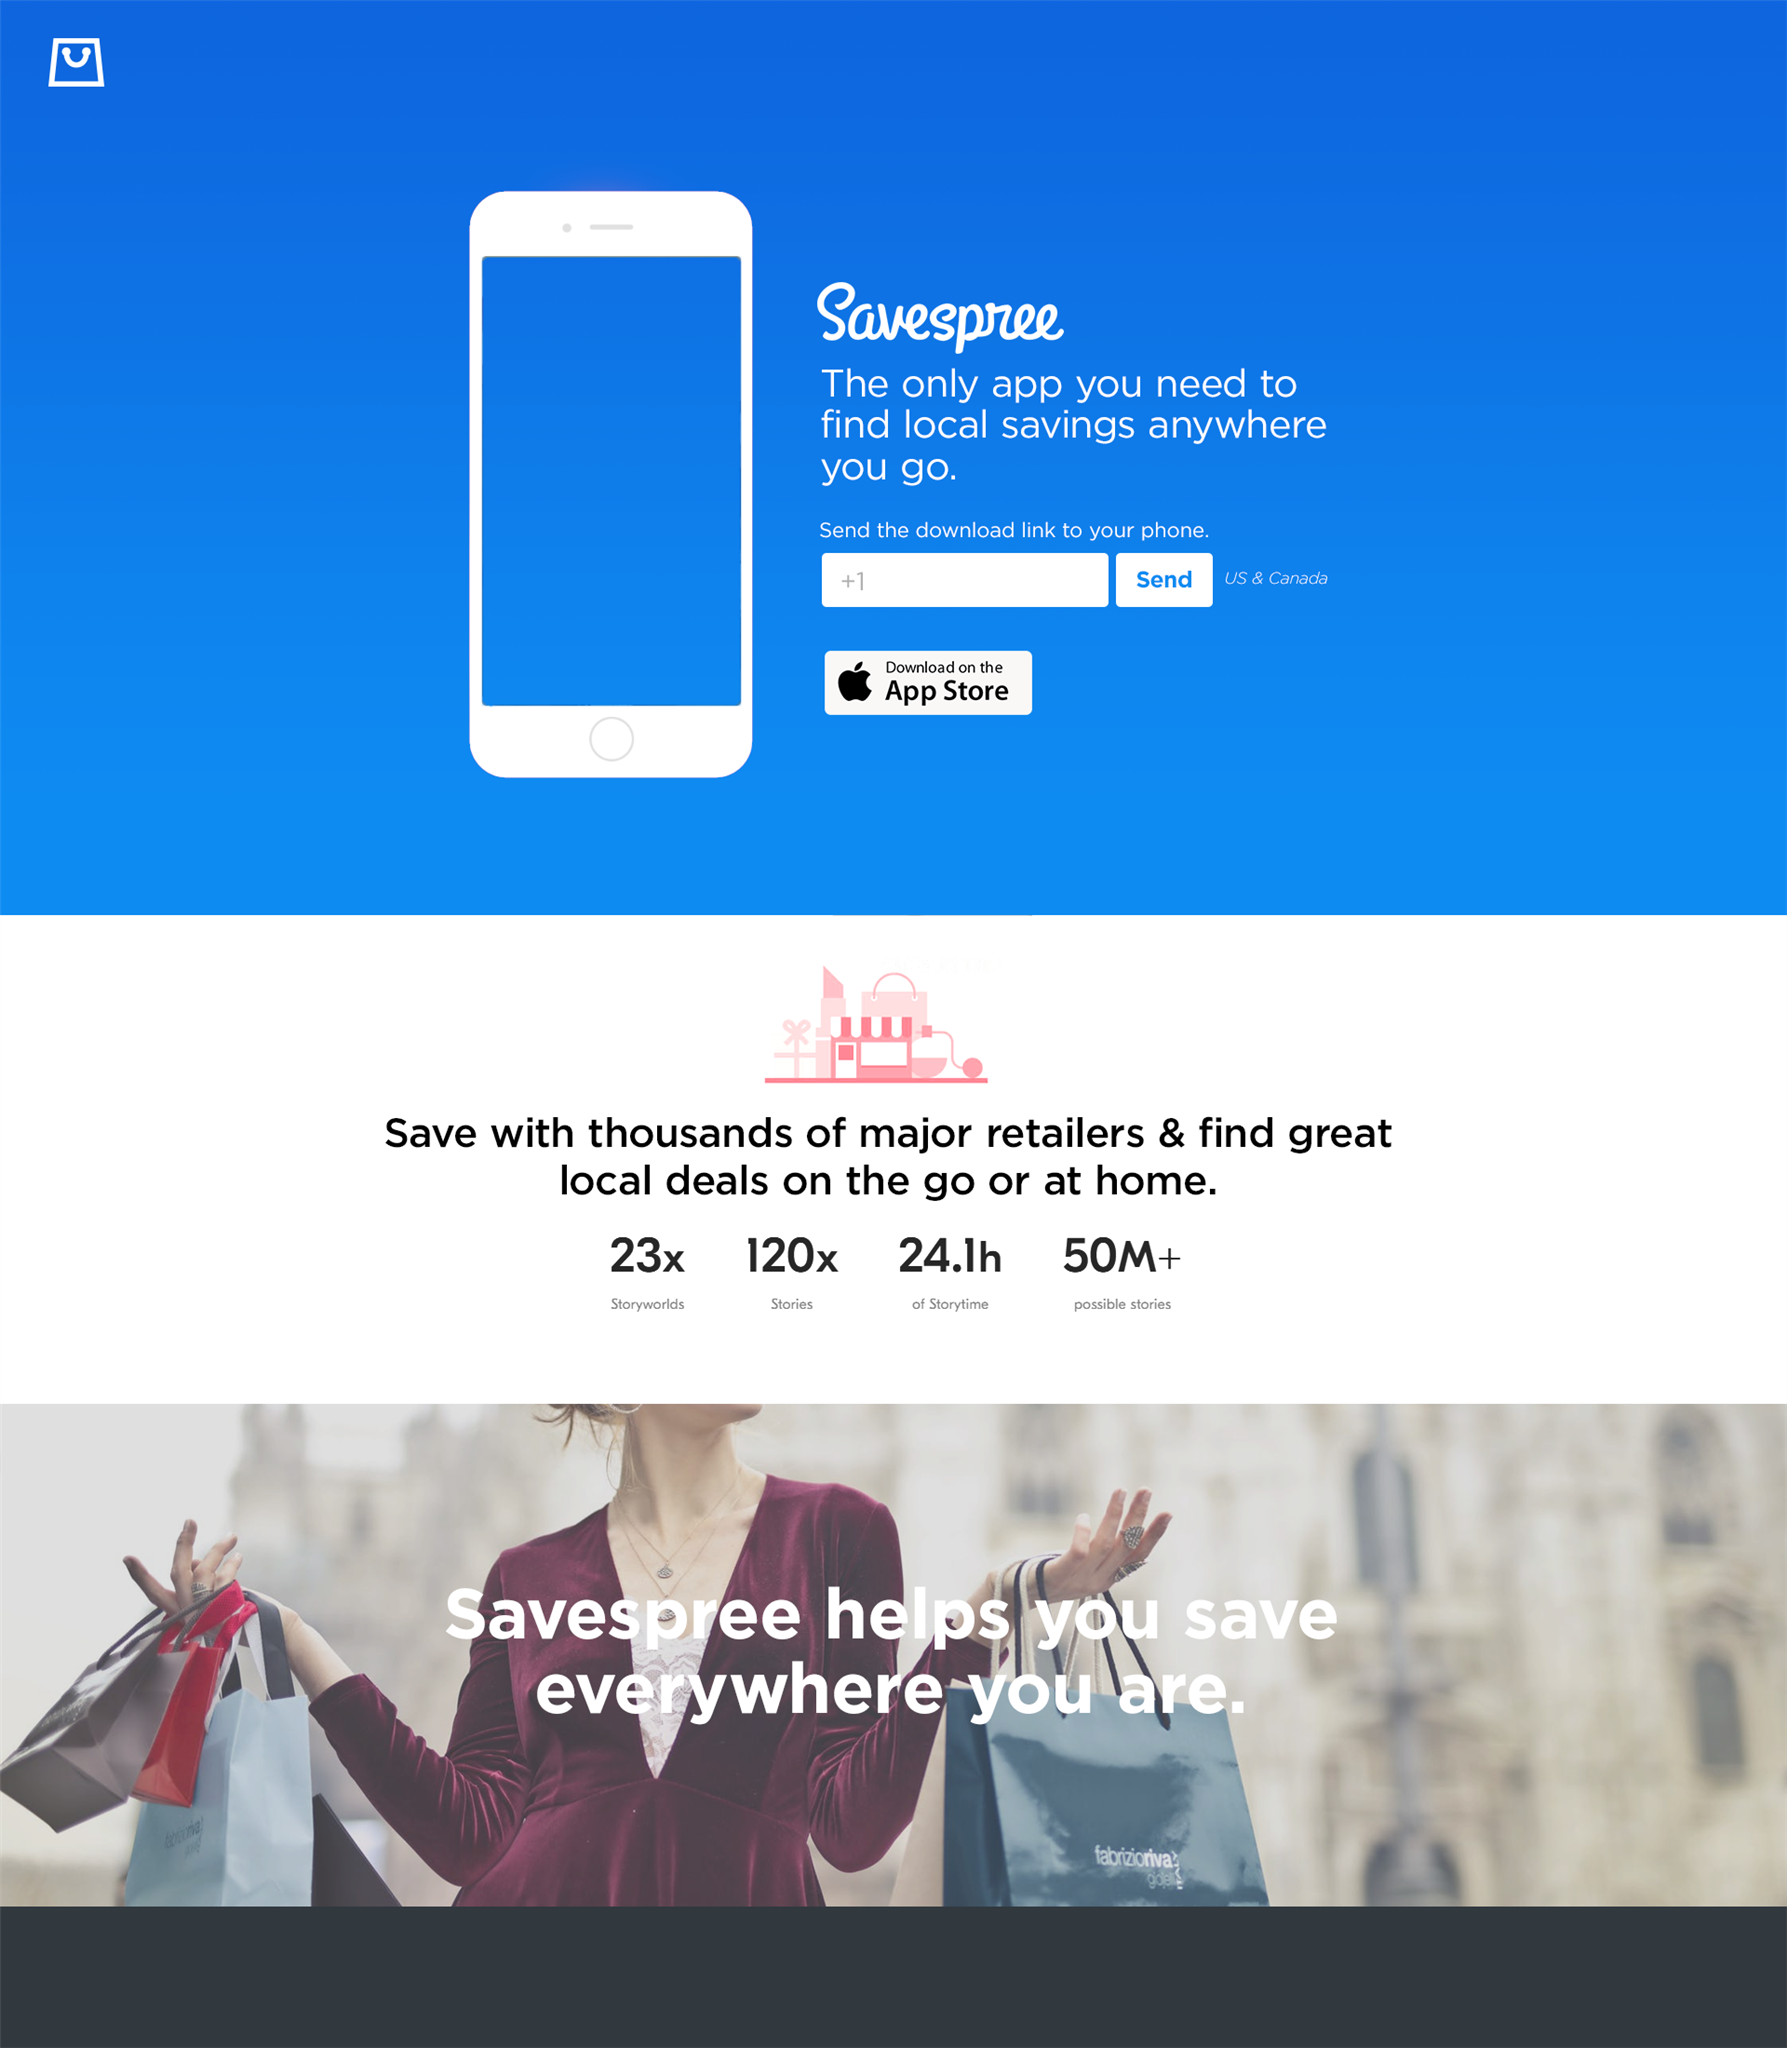 Savespree
The only app you need to
find local savings anywhere
you go.
Send the download link to your phone.
+1
Send
US & Canada
Download on the
App Store
Save with thousands of major retailers & find great
local deals on the go or at home.
23x
120x
24.1h
50M+
Storyworlds
Stories
of Storytime
possible stories
Savespree helps you save
everywhere you are.
fabrizioriva
fabrizioriva